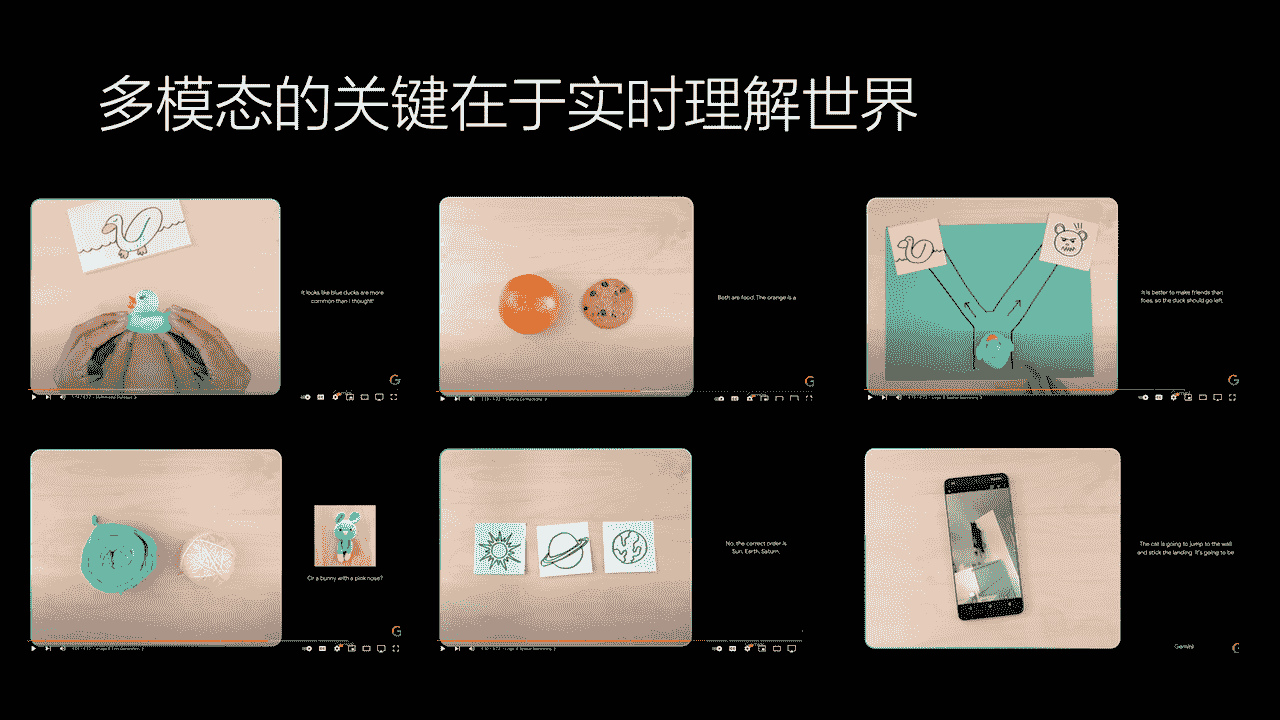 多模态的关键在于实时理解世界
It looks like blue ducks are more
common than I thought!
Both are food. The orange is a
It is better to make friends than
foes, so the duck should go left.
Or a bunny with a pink nose?
No, the correct order is
Sun, Earth, Saturn.
The cat is going to jump to the wall
and stick the landing. It's going to be
Gemini